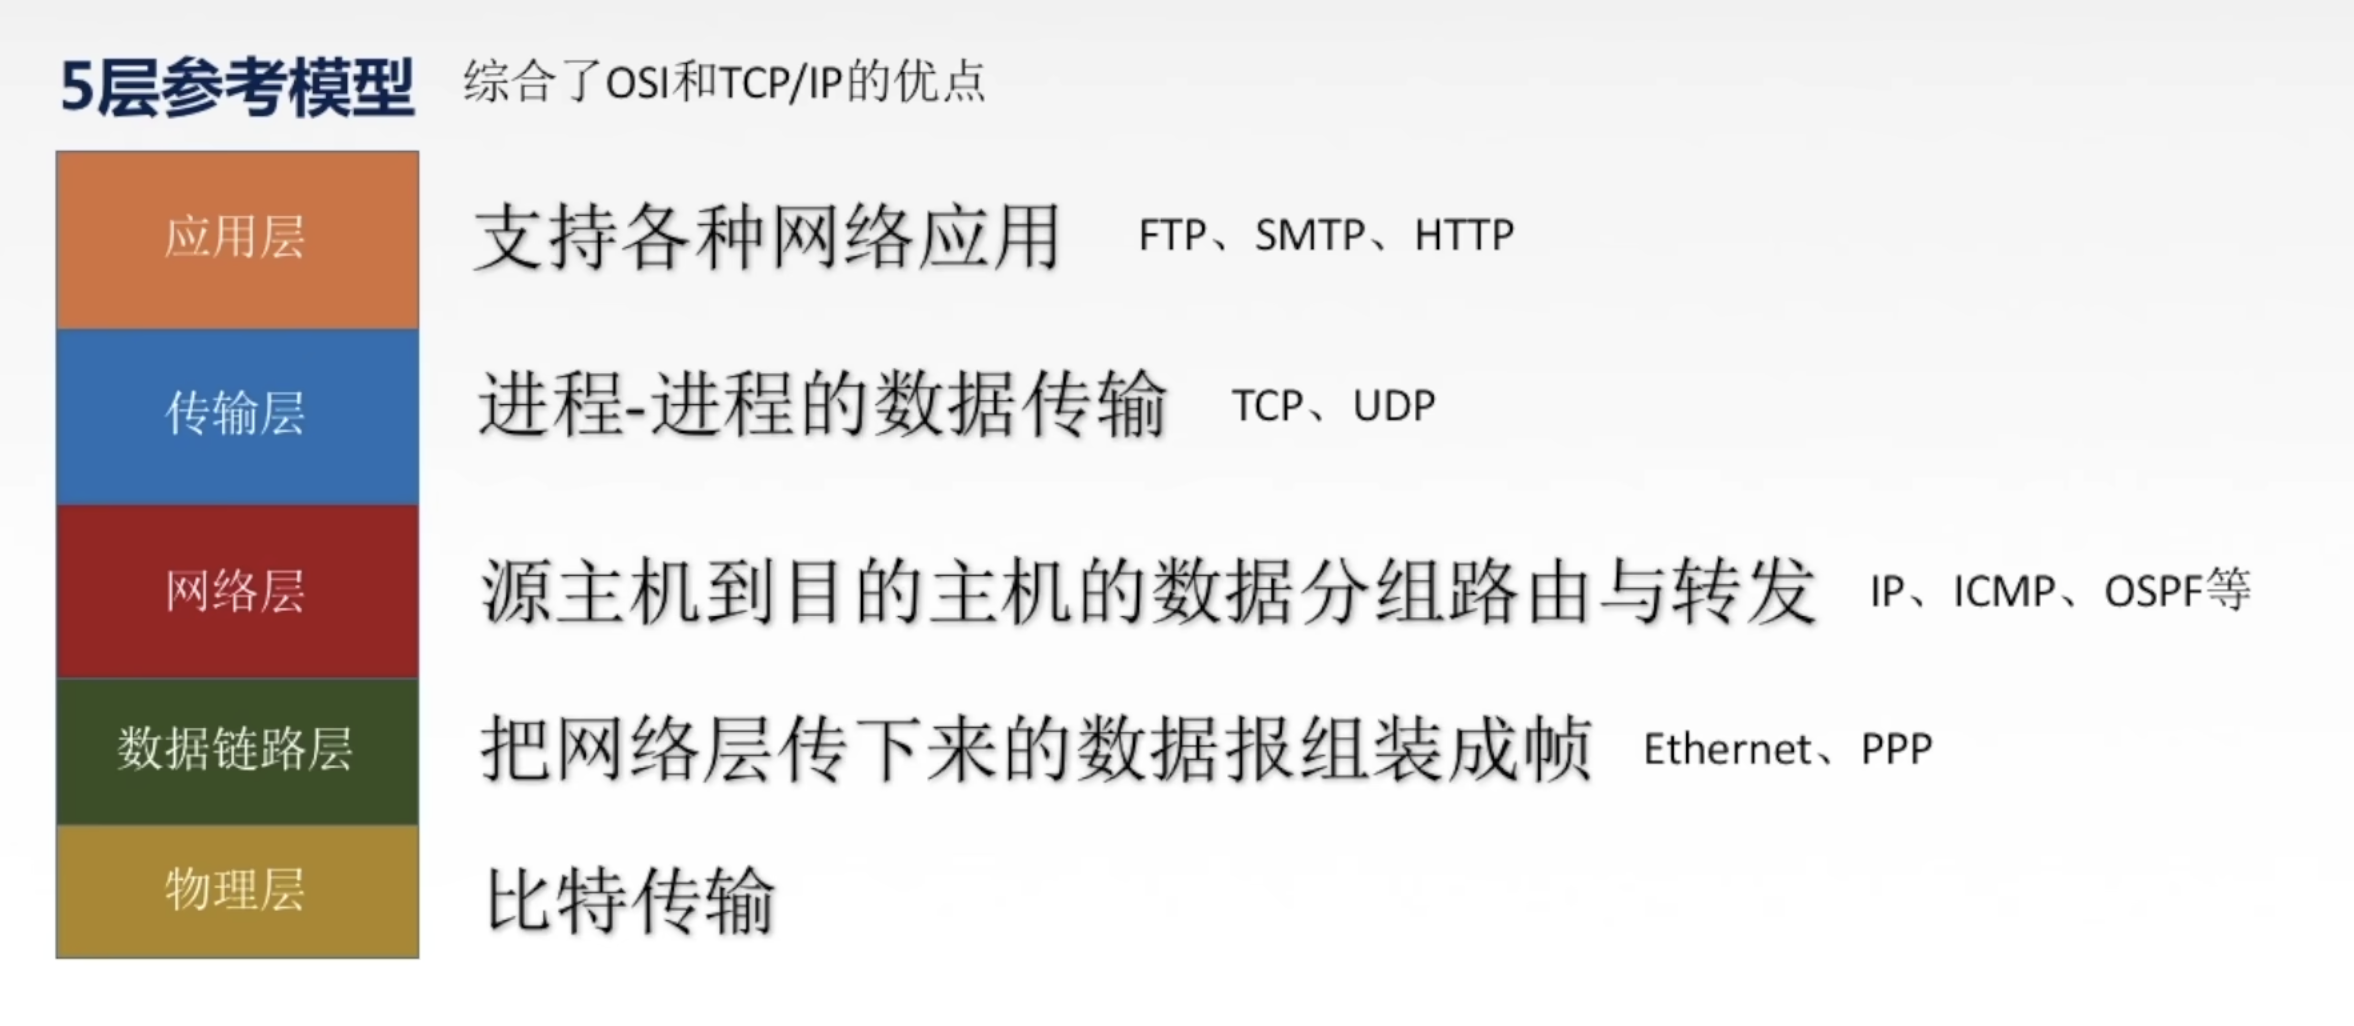 5层参考模型 综合了OSI和TCP/IP的优点
应用层 支持各种网络应用 FTP、SMTP、HTTP
传输层 进程-进程的数据传输 TCP、UDP
网络层 源主机到目的主机的数据分组路由与转发 IP、ICMP、OSPF等
数据链路层 把网络层传下来的数据报组装成帧 Ethernet、PPP
物理层 比特传输